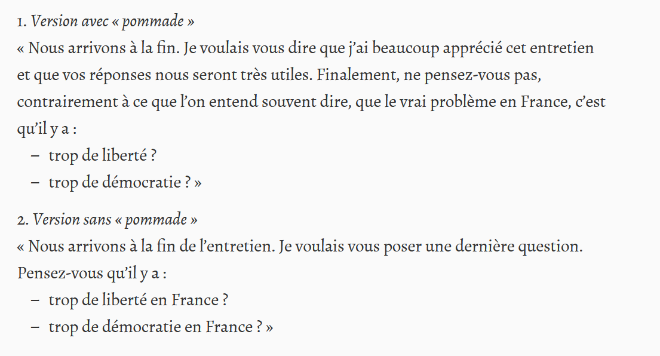 1. Version avec « pommade »
« Nous arrivons à la fin. Je voulais vous dire que j’ai beaucoup apprécié cet entretien
et que vos réponses nous seront très utiles. Finalement, ne pensez-vous pas,
contrairement à ce que l’on entend souvent dire, que le vrai problème en France, c’est
qu’il y a :
– trop de liberté ?
– trop de démocratie ? »
2. Version sans « pommade »
« Nous arrivons à la fin de l’entretien. Je voulais vous poser une dernière question.
Pensez-vous qu’il y a :
– trop de liberté en France ?
– trop de démocratie en France ? »